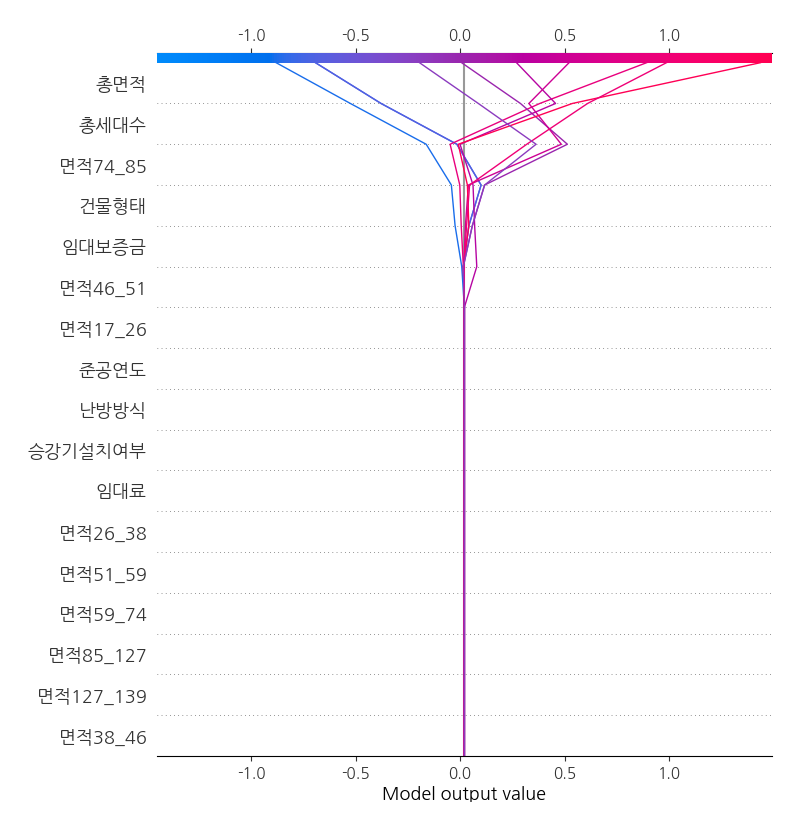 -1.0 -0.5 0.0 0.5 1.0
총면적
총세대수
면적74_85
건물형태
임대보증금
면적46_51
면적17_26
준공연도
난방방식
승강기설치여부
임대료
면적26_38
면적51_59
면적59_74
면적85_127
면적127_139
면적38_46
-1.0 -0.5 0.0 0.5 1.0
Model output value